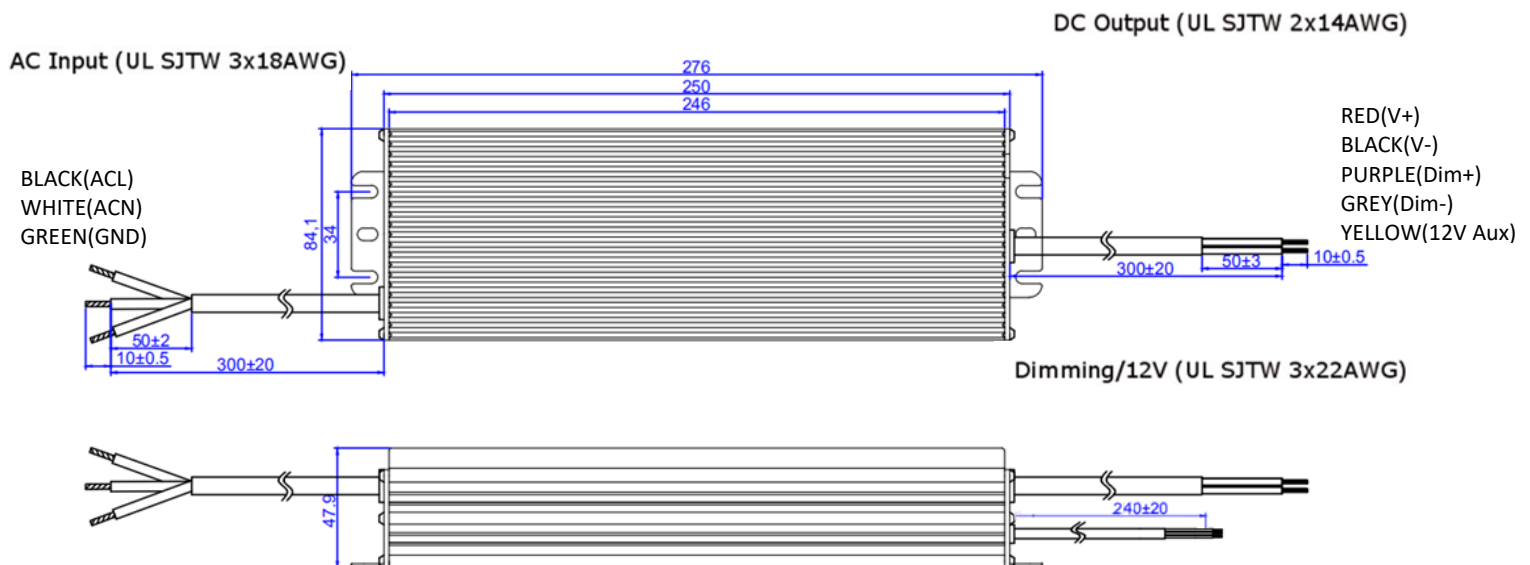 DC Output (UL SJTW 2x14AWG)
AC Input (UL SJTW 3x18AWG)
276
250
246
RED(V+)
BLACK(V-)
PURPLE(Dim+)
GREY(Dim-)
YELLOW(12V Aux)
BLACK(ACL)
WHITE(ACN)
GREEN(GND)
84,1
34
300±20
50±3
10±0.5
50±2
10±0.5
300±20
Dimming/12V (UL SJTW 3x22AWG)
47,9
240±20